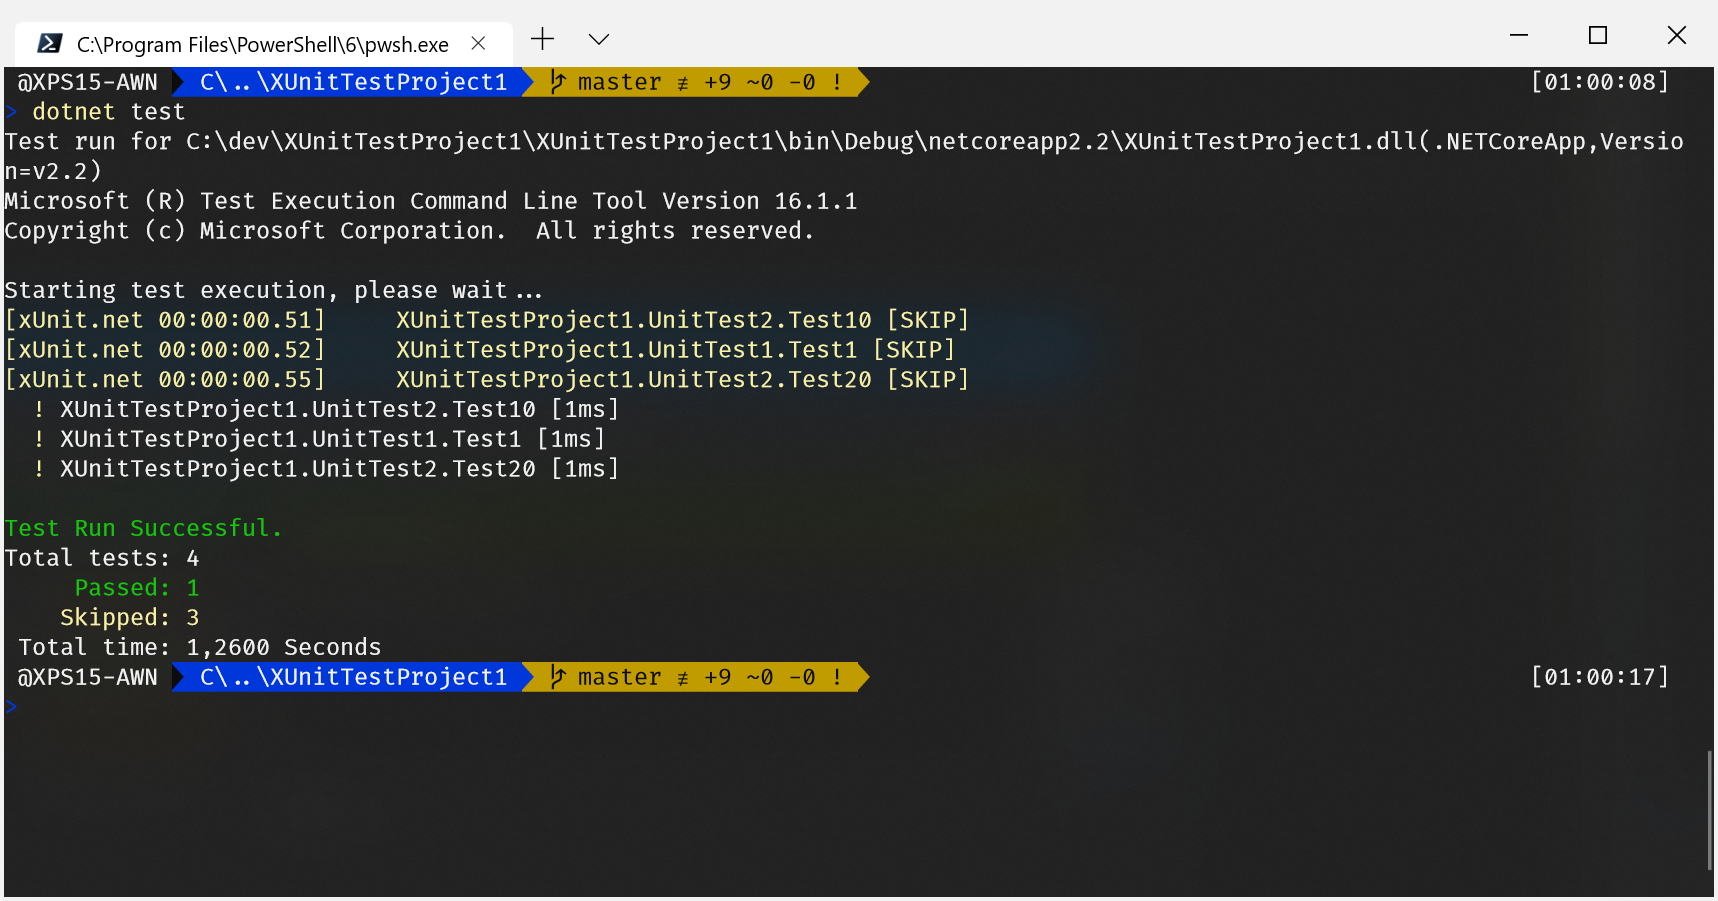 C:\Program Files\PowerShell\6\pwsh.exe
@XPS15-AWN C\..\XUnitTestProject1 master ≢ +9 ~0 -0 ! [01:00:08]
> dotnet test
Test run for C:\dev\XUnitTestProject1\XUnitTestProject1\bin\Debug\netcoreapp2.2\XUnitTestProject1.dll(.NETCoreApp,Versio
n=v2.2)
Microsoft (R) Test Execution Command Line Tool Version 16.1.1
Copyright (c) Microsoft Corporation.  All rights reserved.
Starting test execution, please wait...
[xUnit.net 00:00:00.51]     XUnitTestProject1.UnitTest2.Test10 [SKIP]
[xUnit.net 00:00:00.52]     XUnitTestProject1.UnitTest1.Test1 [SKIP]
[xUnit.net 00:00:00.55]     XUnitTestProject1.UnitTest2.Test20 [SKIP]
! XUnitTestProject1.UnitTest2.Test10 [1ms]
! XUnitTestProject1.UnitTest1.Test1 [1ms]
! XUnitTestProject1.UnitTest2.Test20 [1ms]
Test Run Successful.
Total tests: 4
Passed: 1
Skipped: 3
Total time: 1,2600 Seconds
@XPS15-AWN C\..\XUnitTestProject1 master ≢ +9 ~0 -0 ! [01:00:17]
>